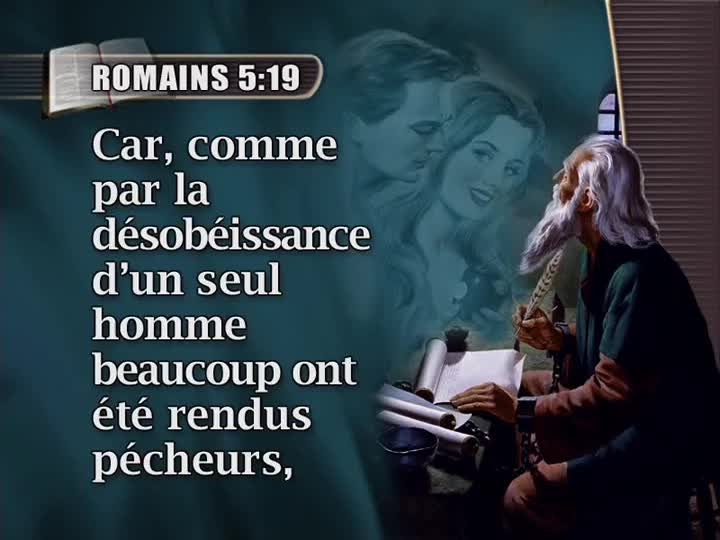 ROMAINS 5:19
Car, comme
par la
désobéissance
d’un seul
homme
beaucoup ont
été rendus
pécheurs,